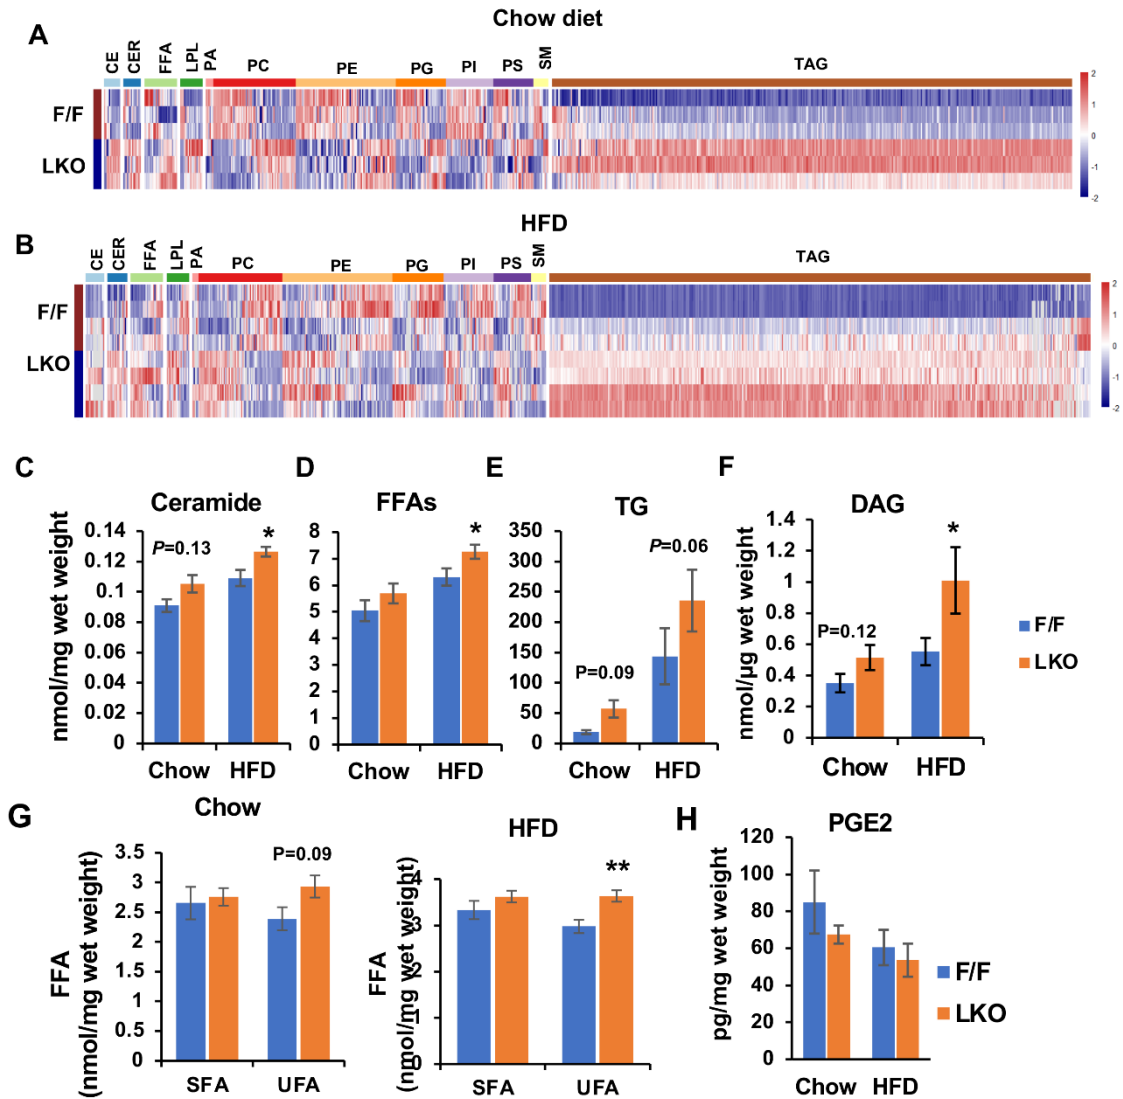 Chow diet
A
CE
CER
FFA
LPL
PA
PC
PE
PG
PI
PS
SM
TAG
F/F
LKO
2
1
0
-1
-2
HFD
B
CE
CER
FFA
LPL
PA
PC
PE
PG
PI
PS
SM
TAG
F/F
LKO
2
1
0
-1
-2
C
Ceramide
nmol/mg wet weight
0.14
0.12
0.1
0.08
0.06
0.04
0.02
0
P=0.13
*
Chow HFD
D
FFAs
8
7
6
5
4
3
2
1
0
*
Chow HFD
E
TG
350
300
250
200
150
100
50
0
P=0.09
P=0.06
Chow HFD
F
DAG
nmol/µg wet weight
1.4
1.2
1
0.8
0.6
0.4
0.2
0
P=0.12
*
Chow HFD
F/F
LKO
G
Chow
FFA
(nmol/mg wet weight)
3.5
3
2.5
2
1.5
1
0.5
0
P=0.09
SFA UFA
HFD
FFA
(nmol/mg wet weight)
4
3
2
1
0
**
SFA UFA
H
PGE2
pg/mg wet weight
120
100
80
60
40
20
0
Chow HFD
F/F
LKO